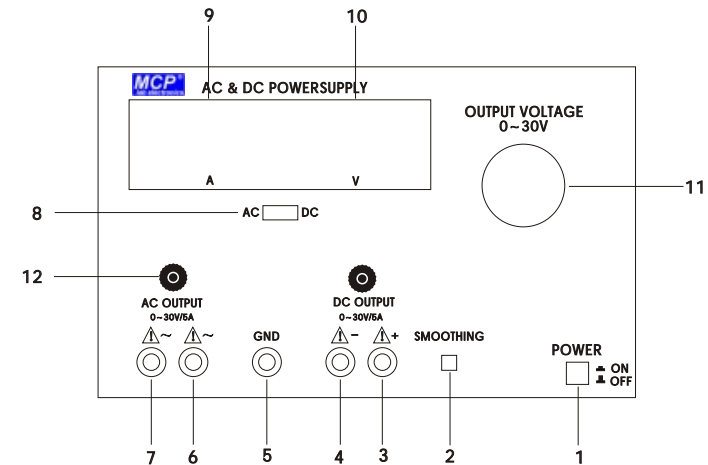 9 10
MCP®
AC & DC POWERSUPPLY
OUTPUT VOLTAGE
0~30V
A V
11
8 AC DC
12
AC OUTPUT DC OUTPUT
0~30V/5A 0~30V/5A
⚠~ ⚠~ GND ⚠- ⚠+ SMOOTHING
POWER
ON
OFF
7 6 5 4 3 2 1